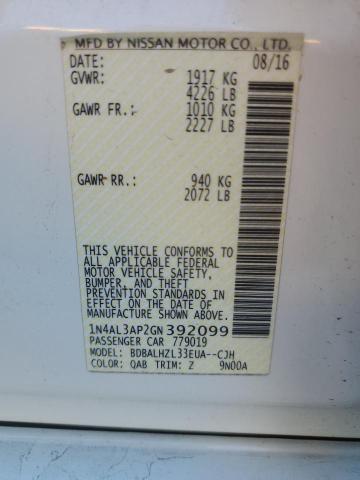 MFD BY NISSAN MOTOR CO., LTD.
DATE: 08/16
GVWR: 1917 KG
4226 LB
GAWR FR.: 1010 KG
2227 LB
GAWR RR.: 940 KG
2072 LB
THIS VEHICLE CONFORMS TO
ALL APPLICABLE FEDERAL
MOTOR VEHICLE SAFETY,
BUMPER, AND THEFT
PREVENTION STANDARDS IN
EFFECT ON THE DATE OF
MANUFACTURE SHOWN ABOVE.
1N4AL3AP2GN392099
PASSENGER CAR 779019
MODEL: BDBALHZL33EUA--CJH
COLOR: QAB TRIM: Z 9N00A